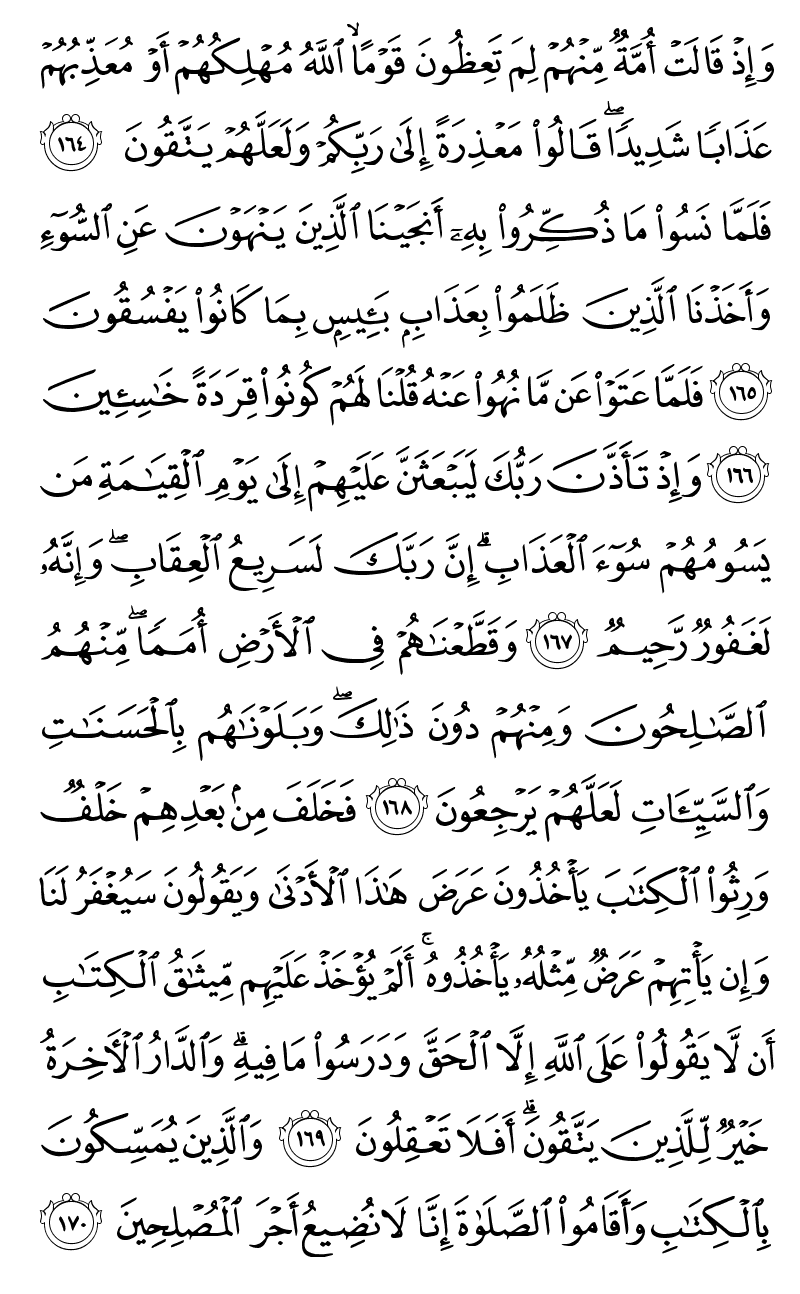 وَإِذۡ قَالَتۡ أُمَّةٞ مِّنۡهُمۡ لِمَ تَعِظُونَ قَوۡمًا ۙ ٱللَّهُ مُهۡلِكُهُمۡ أَوۡ مُعَذِّبُهُمۡ
عَذَابٗا شَدِيدٗاۖ قَالُواْ مَعۡذِرَةً إِلَىٰ رَبِّكُمۡ وَلَعَلَّهُمۡ يَتَّقُونَ ١٦٤
فَلَمَّا نَسُواْ مَا ذُكِّرُواْ بِهِۦٓ أَنجَيۡنَا ٱلَّذِينَ يَنۡهَوۡنَ عَنِ ٱلسُّوٓءِ
وَأَخَذۡنَا ٱلَّذِينَ ظَلَمُواْ بِعَذَابِۭ بَـِٔيسِۭ بِمَا كَانُواْ يَفۡسُقُونَ
١٦٥ فَلَمَّا عَتَوۡاْ عَن مَّا نُهُواْ عَنۡهُ قُلۡنَا لَهُمۡ كُونُواْ قِرَدَةً خَٰسِـِٔينَ
١٦٦ وَإِذۡ تَأَذَّنَ رَبُّكَ لَيَبۡعَثَنَّ عَلَيۡهِمۡ إِلَىٰ يَوۡمِ ٱلۡقِيَٰمَةِ مَن
يَسُومُهُمۡ سُوٓءَ ٱلۡعَذَابِۗ إِنَّ رَبَّكَ لَسَرِيعُ ٱلۡعِقَابِۖ وَإِنَّهُۥ
لَغَفُورٞ رَّحِيمٞ ١٦٧ وَقَطَّعۡنَٰهُمۡ فِي ٱلۡأَرۡضِ أُمَمٗاۖ مِّنۡهُمُ
ٱلصَّٰلِحُونَ وَمِنۡهُمۡ دُونَ ذَٰلِكَۖ وَبَلَوۡنَٰهُم بِٱلۡحَسَنَٰتِ
وَٱلسَّيِّـَٔاتِ لَعَلَّهُمۡ يَرۡجِعُونَ ١٦٨ فَخَلَفَ مِنۢ بَعۡدِهِمۡ خَلۡفٞ
وَرِثُواْ ٱلۡكِتَٰبَ يَأۡخُذُونَ عَرَضَ هَٰذَا ٱلۡأَدۡنَىٰ وَيَقُولُونَ سَيُغۡفَرُ لَنَا
وَإِن يَأۡتِهِمۡ عَرَضٞ مِّثۡلُهُۥ يَأۡخُذُوهُۚ أَلَمۡ يُؤۡخَذۡ عَلَيۡهِم مِّيثَٰقُ ٱلۡكِتَٰبِ
أَن لَّا يَقُولُواْ عَلَى ٱللَّهِ إِلَّا ٱلۡحَقَّ وَدَرَسُواْ مَا فِيهِۗ وَٱلدَّارُ ٱلۡأٓخِرَةُ
خَيۡرٞ لِّلَّذِينَ يَتَّقُونَۚ أَفَلَا تَعۡقِلُونَ ١٦٩ وَٱلَّذِينَ يُمَسِّكُونَ
بِٱلۡكِتَٰبِ وَأَقَامُواْ ٱلصَّلَوٰةَ إِنَّا لَا نُضِيعُ أَجۡرَ ٱلۡمُصۡلِحِينَ ١٧٠